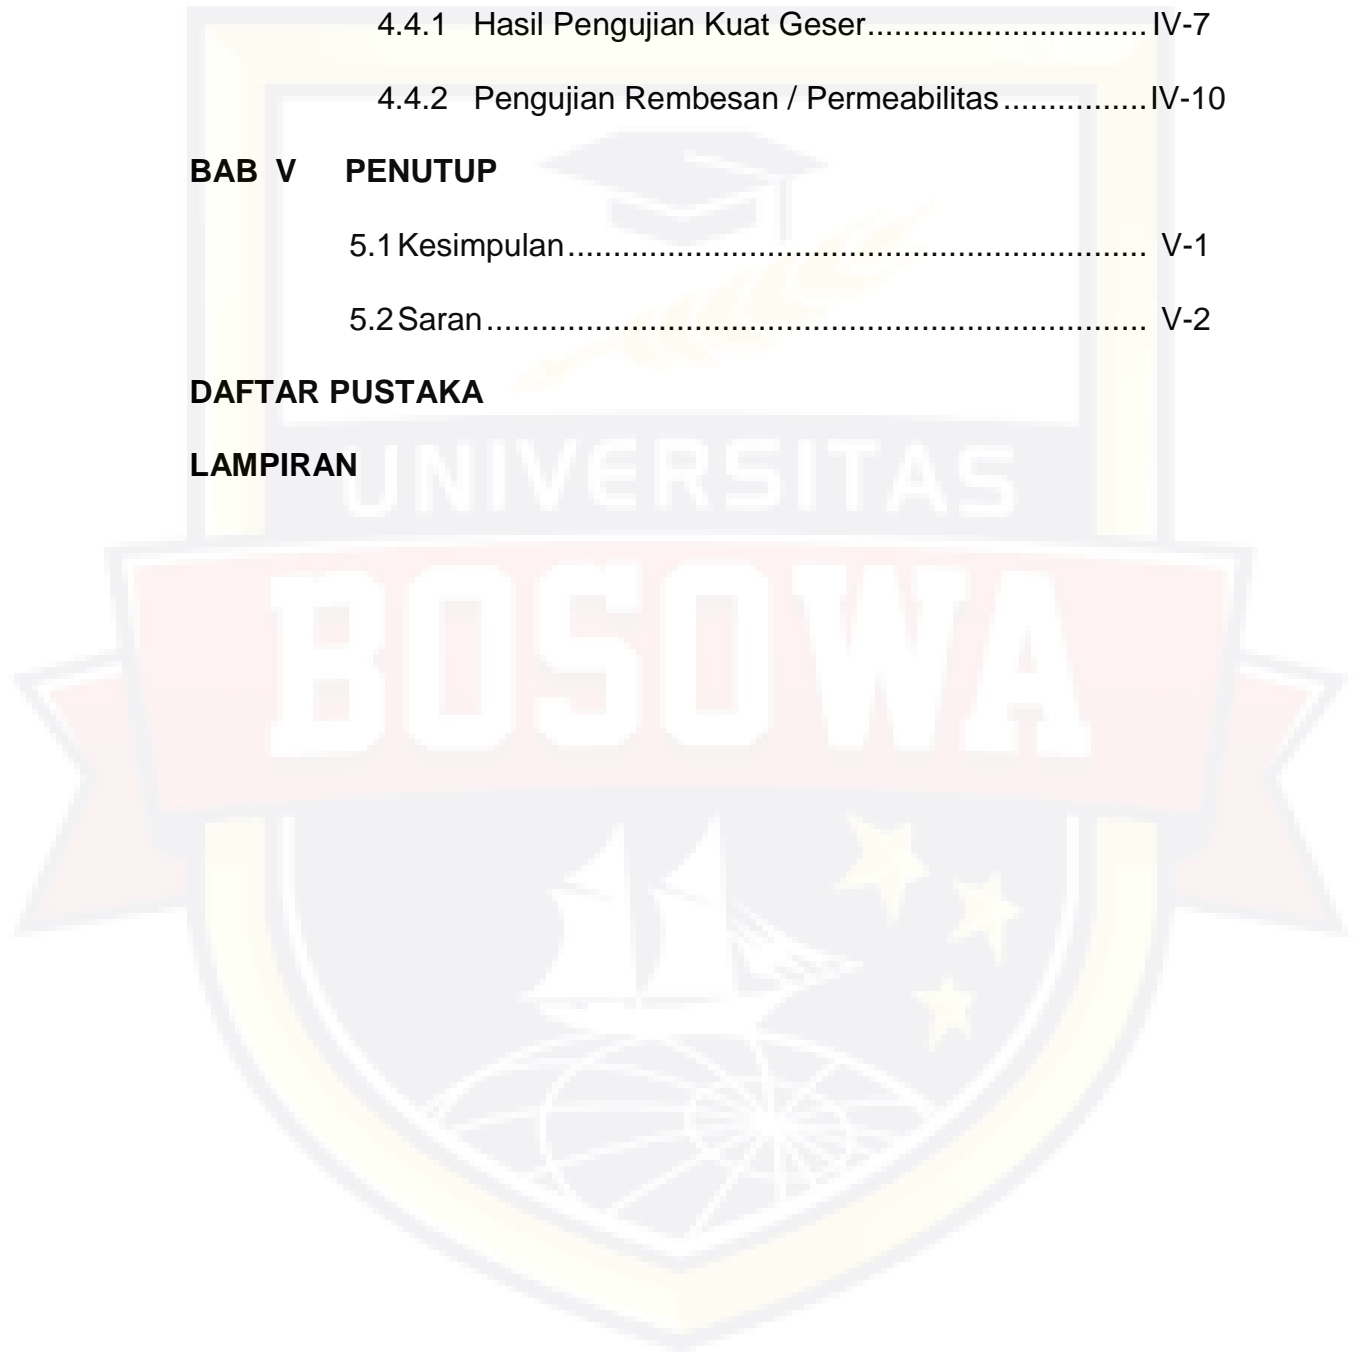 4.4.1 Hasil Pengujian Kuat Geser............................... IV-7
4.4.2 Pengujian Rembesan / Permeabilitas................IV-10
BAB V PENUTUP
5.1 Kesimpulan................................................................ V-1
5.2 Saran......................................................................... V-2
DAFTAR PUSTAKA
LAMPIRAN
UNIVERSITAS
BOSOWA